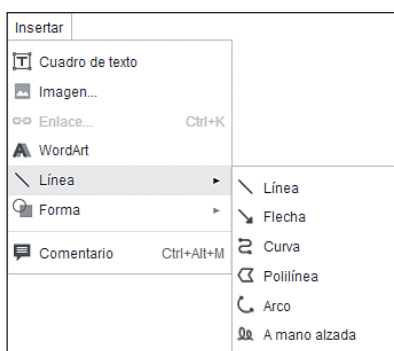 Insertar
Cuadro de texto
Imagen...
Enlace... Ctrl+K
WordArt
Línea
Forma
Comentario Ctrl+Alt+M
Línea
Flecha
Curva
Polilínea
Arco
A mano alzada